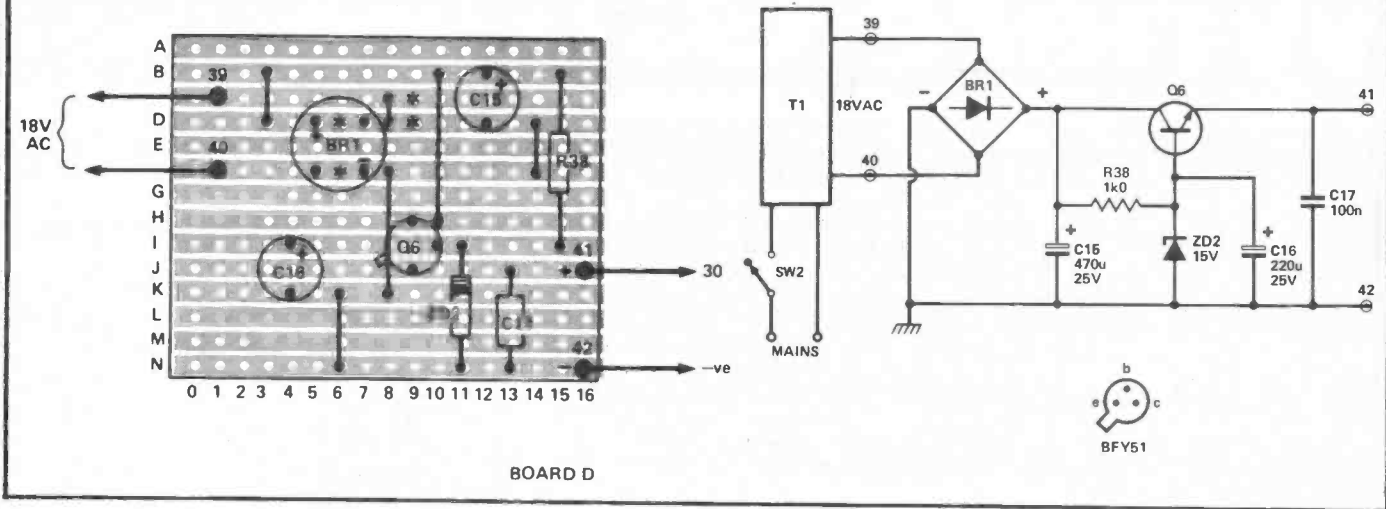 A
B
D
E
G
H
I
J
K
L
M
N
0 1 2 3 4 5 6 7 8 9 10 11 12 13 14 15 16
18V
AC
39
40
BR1
C15
+
R38
Q6
+
41
+
30
42
−
−ve
BOARD D
T1
18VAC
39
40
SW2
MAINS
−
BR1
+
Q6
41
R38
1k0
+
C15
470u
25V
ZD2
15V
+
C16
220u
25V
C17
100n
42
b
e
c
BFY51